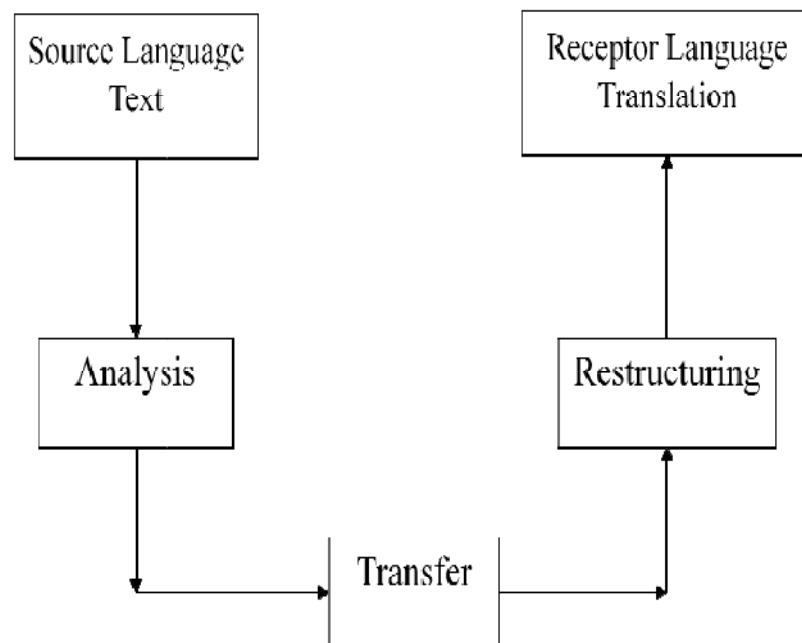 Source Language
Text
Receptor Language
Translation
Analysis
Restructuring
Transfer